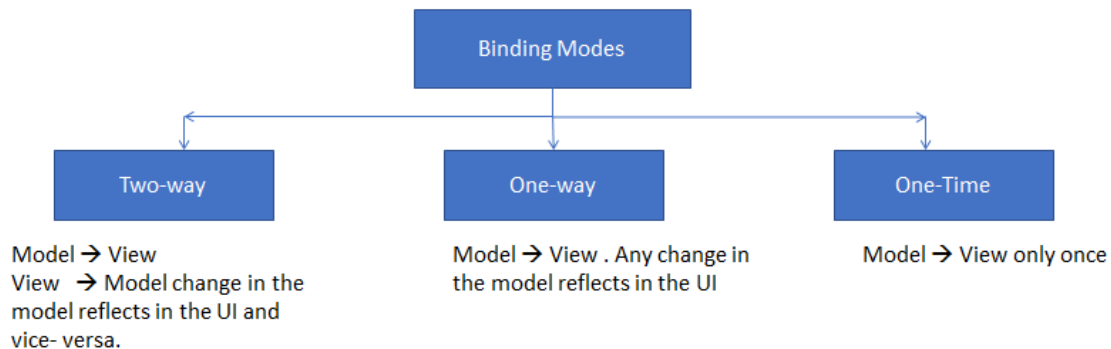 Binding Modes
Two-way
One-way
One-Time
Model → View
View → Model change in the
model reflects in the UI and
vice- versa.
Model → View . Any change in
the model reflects in the UI
Model → View only once